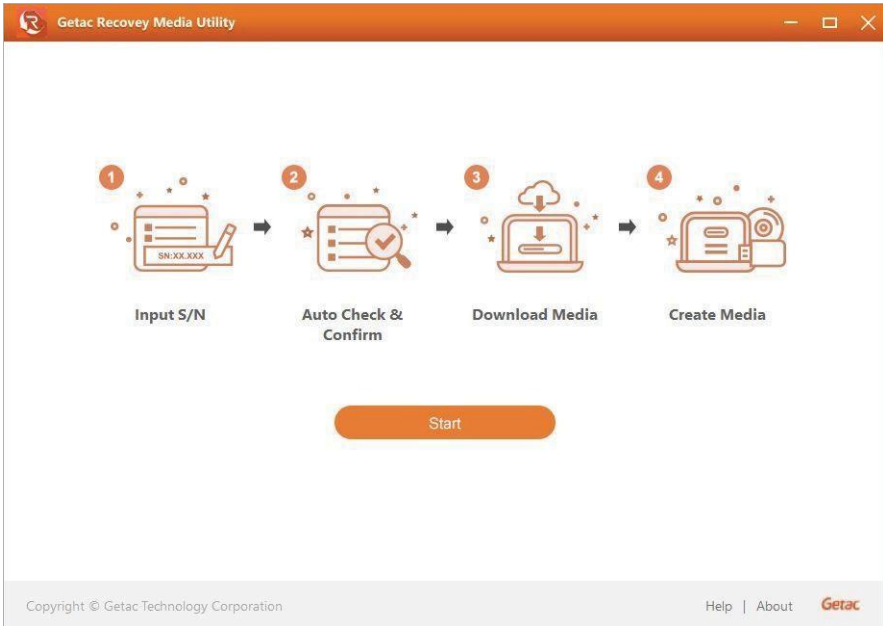 Getac Recovey Media Utility
1
2
3
4
SN:XX.XXX
Input S/N
Auto Check &
Confirm
Download Media
Create Media
Start
Copyright © Getac Technology Corporation
Help | About
Getac